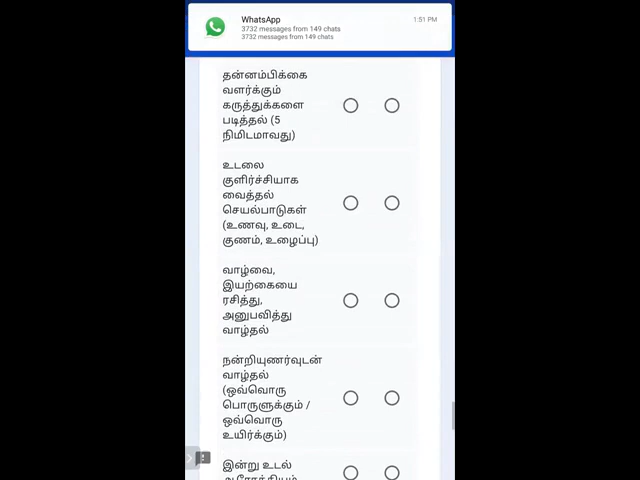 WhatsApp
1:51 PM
3732 messages from 149 chats
3732 messages from 149 chats
தன்னம்பிக்கை
வளர்க்கும்
கருத்துக்களை
படித்தல் (5
நிமிடமாவது)
உடலை
குளிர்ச்சியாக
வைத்தல்
செயல்பாடுகள்
(உணவு, உடை,
குணம், உழைப்பு)
வாழ்வை,
இயற்கையை
ரசித்து,
அனுபவித்து
வாழ்தல்
நன்றியுணர்வுடன்
வாழ்தல்
(ஒவ்வொரு
பொருளுக்கும் /
ஒவ்வொரு
உயிர்க்கும்)
இன்று உடல்